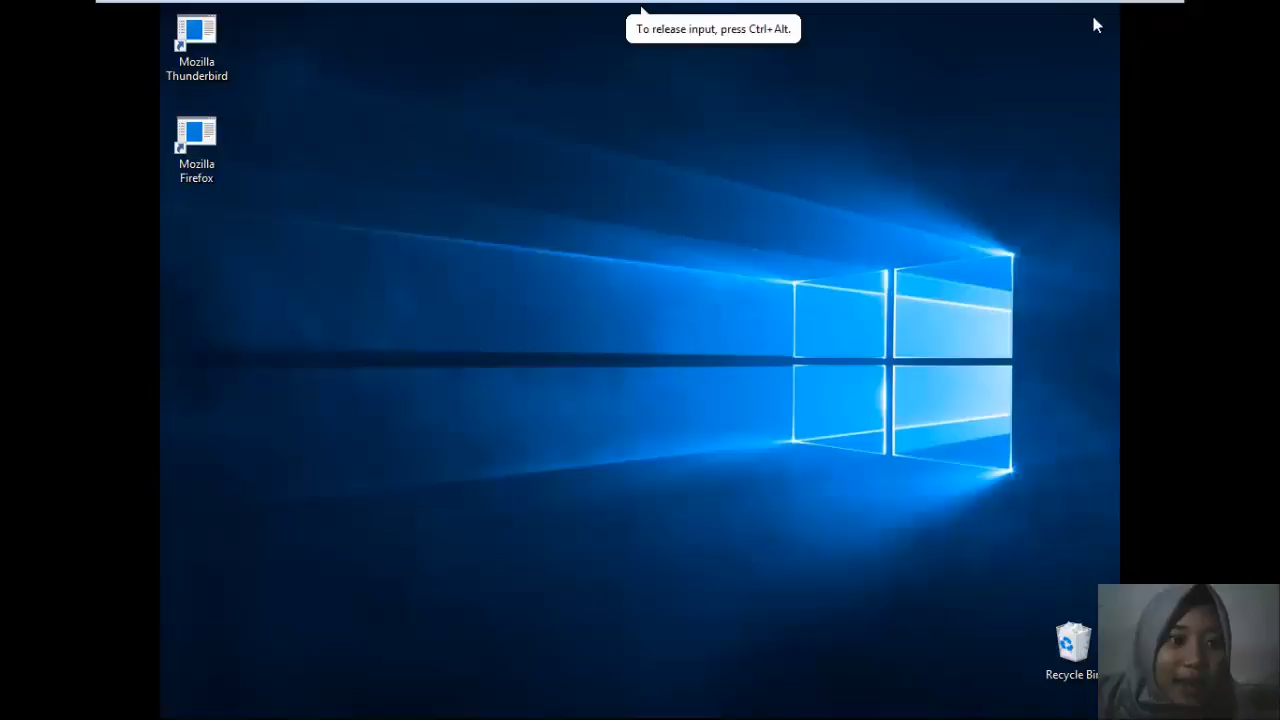 To release input, press Ctrl+Alt.
Mozilla
Thunderbird
Mozilla
Firefox
Recycle Bin